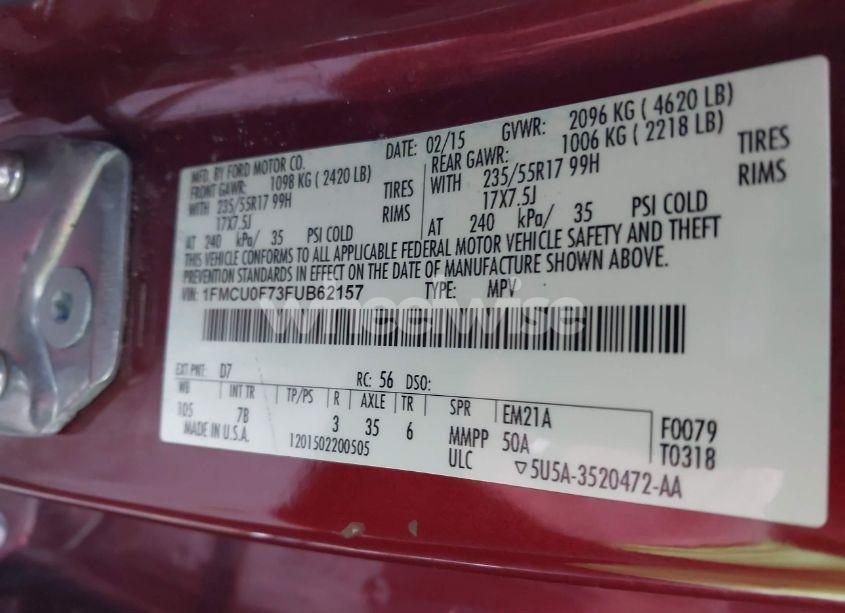 MFD. BY FORD MOTOR CO.
DATE: 02/15 GVWR: 2096 KG ( 4620 LB)
FRONT GAWR: 1098 KG ( 2420 LB) REAR GAWR: 1006 KG ( 2218 LB)
WITH 235/55R17 99H TIRES WITH 235/55R17 99H TIRES
17X7.5J RIMS 17X7.5J RIMS
AT 240 kPa/ 35 PSI COLD AT 240 kPa/ 35 PSI COLD
THIS VEHICLE CONFORMS TO ALL APPLICABLE FEDERAL MOTOR VEHICLE SAFETY AND THEFT
PREVENTION STANDARDS IN EFFECT ON THE DATE OF MANUFACTURE SHOWN ABOVE.
VIN: 1FMCU0F73FUB62157 TYPE: MPV
wheelwise
EXT PNT: D7 RC: 56 DSO:
WB INT TR TP/PS R AXLE TR SPR EM21A F0079
105 7B 3 35 6 MMPP 50A T0318
MADE IN U.S.A. 1201502200505 ULC ▽5U5A-3520472-AA